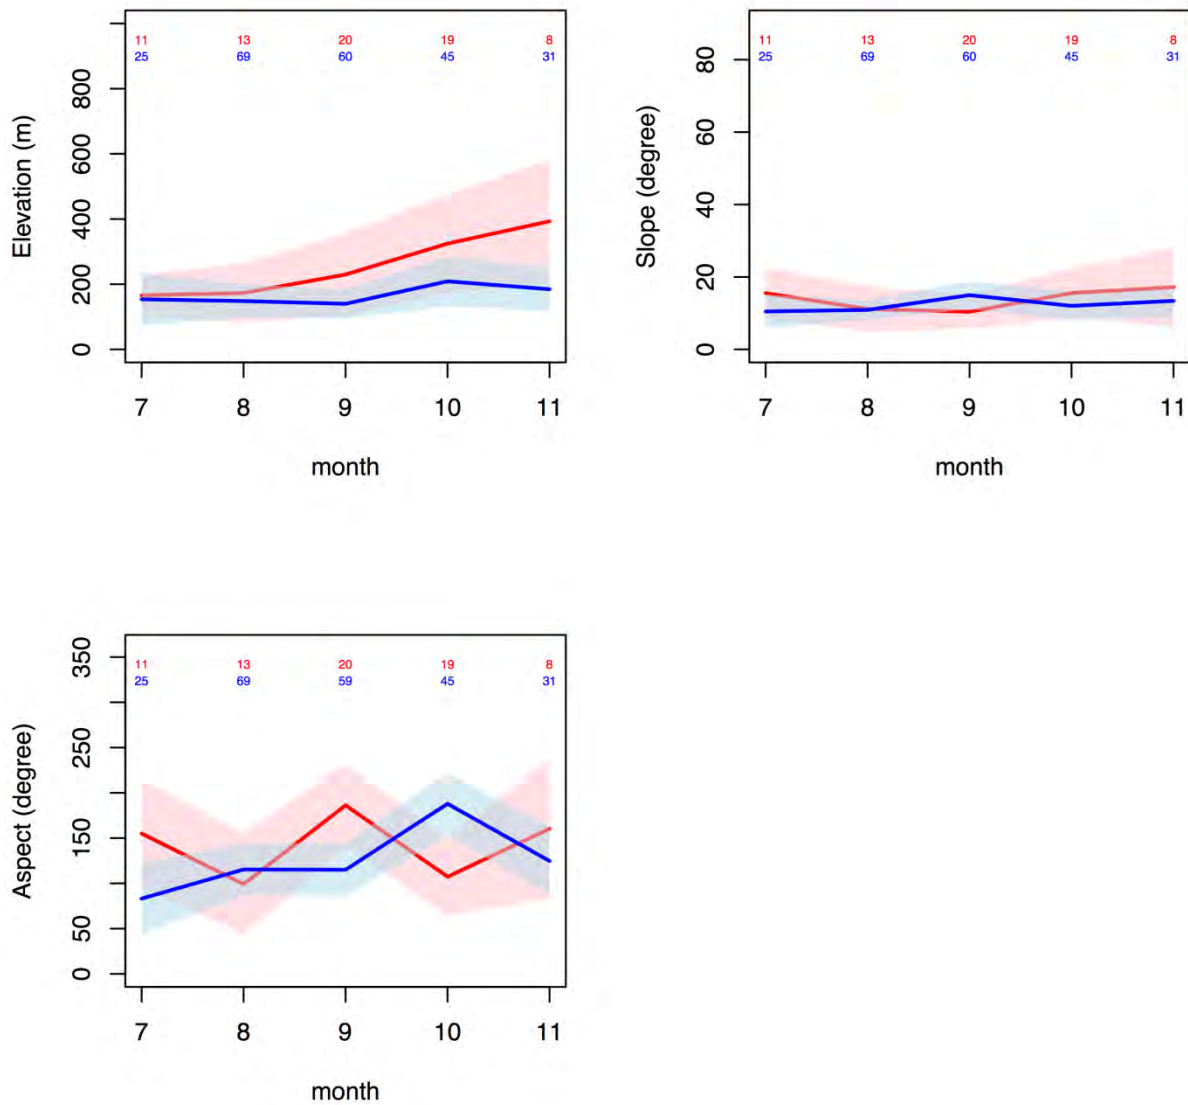 11 13 20 19 8
25 69 60 45 31
Elevation (m)
0 200 400 600 800
7 8 9 10 11
month
11 13 20 19 8
25 69 60 45 31
Slope (degree)
0 20 40 60 80
7 8 9 10 11
month
11 13 20 19 8
25 69 59 45 31
Aspect (degree)
0 50 150 250 350
7 8 9 10 11
month